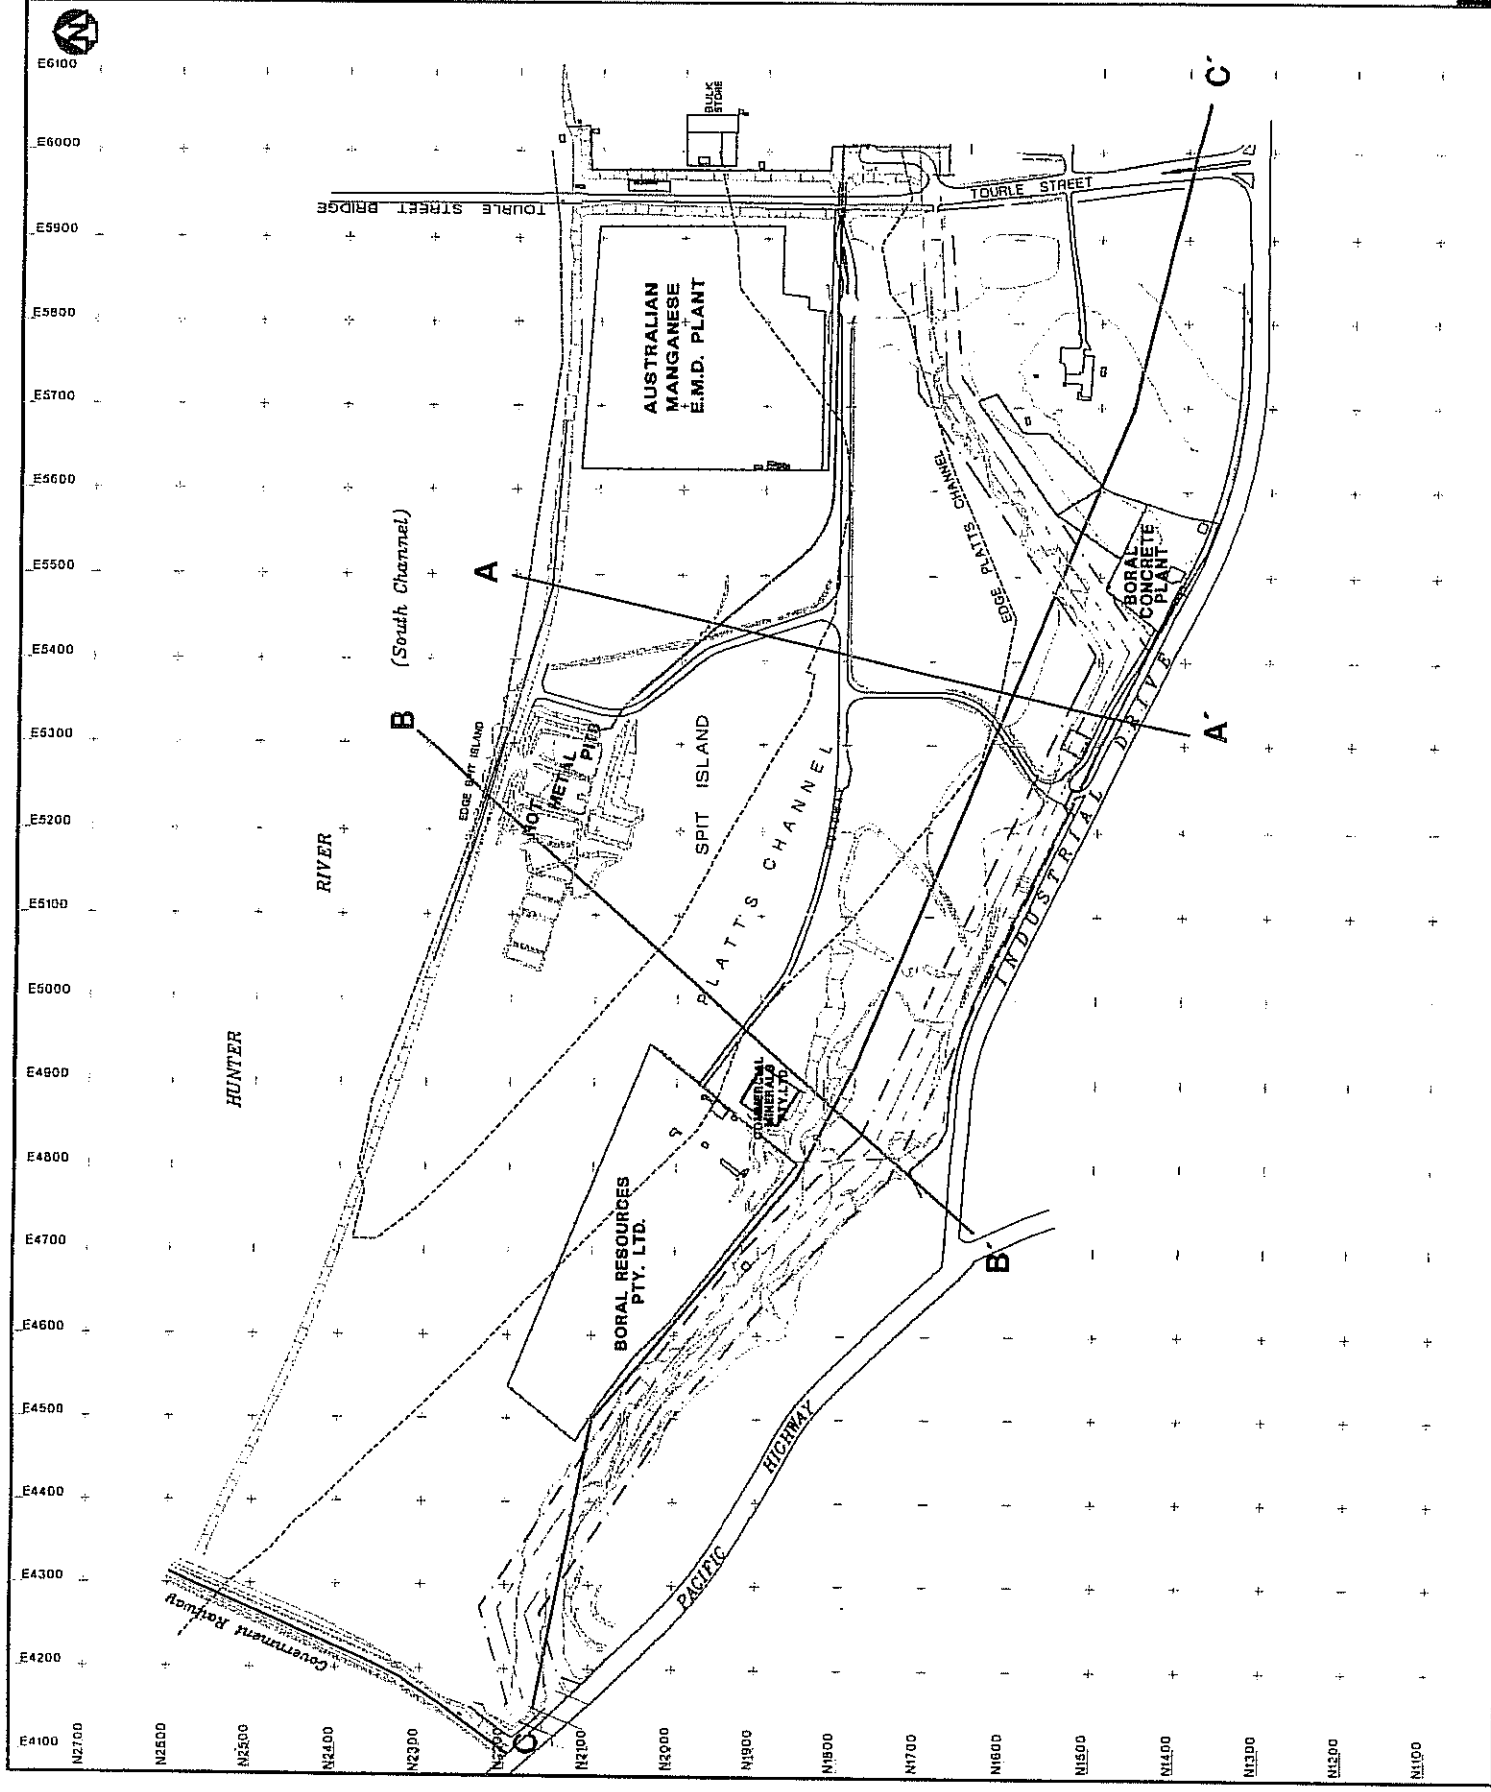 N
E6100
E6000
E5900
E5800
E5700
E5600
E5500
E5400
E5300
E5200
E5100
E5000
E4900
E4800
E4700
E4600
E4500
E4400
E4300
E4200
E4100
N2700
N2500
N2500
N2400
N2300
N2100
N2000
N1900
N1800
N1700
N1600
N1500
N1400
N1300
N1200
N1100
BULK
STORE
TOURLE STREET BRIDGE
TOURLE STREET
C´
AUSTRALIAN
MANGANESE
E.M.D. PLANT
(South Channel)
A
B
EDGE PLATTS CHANNEL
BORAL
CONCRETE
PLANT
EDGE SPIT ISLAND
HOT
METAL
PITS
SPIT ISLAND
PLATT'S CHANNEL
A´
INDUSTRIAL DRIVE
RIVER
HUNTER
COMMERCIAL
MINERALS
PTY. LTD.
BORAL RESOURCES
PTY. LTD.
B´
PACIFIC HIGHWAY
Government Railway
C